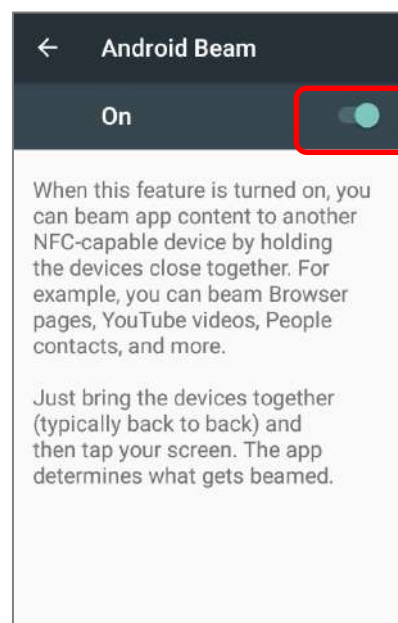 Android Beam
On
When this feature is turned on, you
can beam app content to another
NFC-capable device by holding
the devices close together. For
example, you can beam Browser
pages, YouTube videos, People
contacts, and more.
Just bring the devices together
(typically back to back) and
then tap your screen. The app
determines what gets beamed.